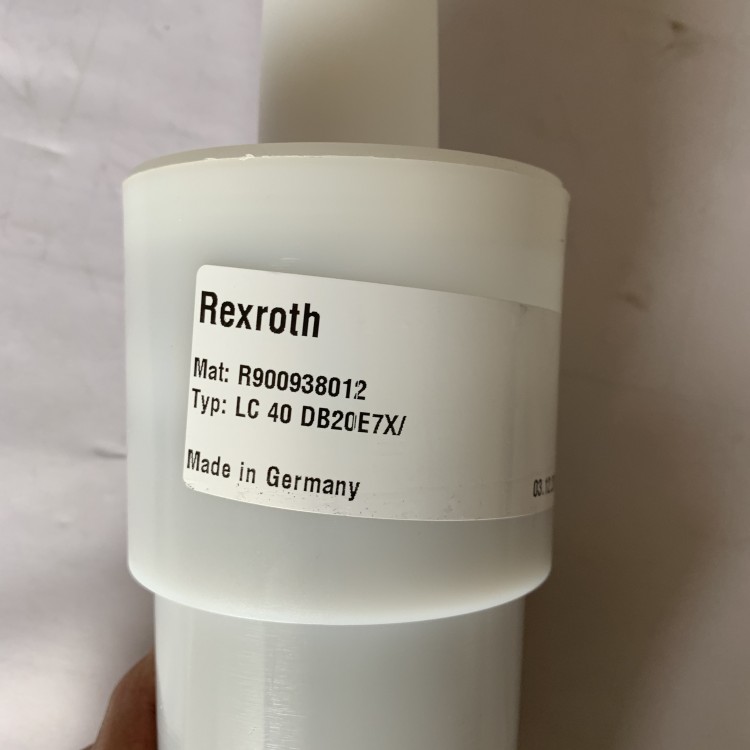 Rexroth
Mat: R900938012
Typ: LC 40 DB20E7X/
Made in Germany